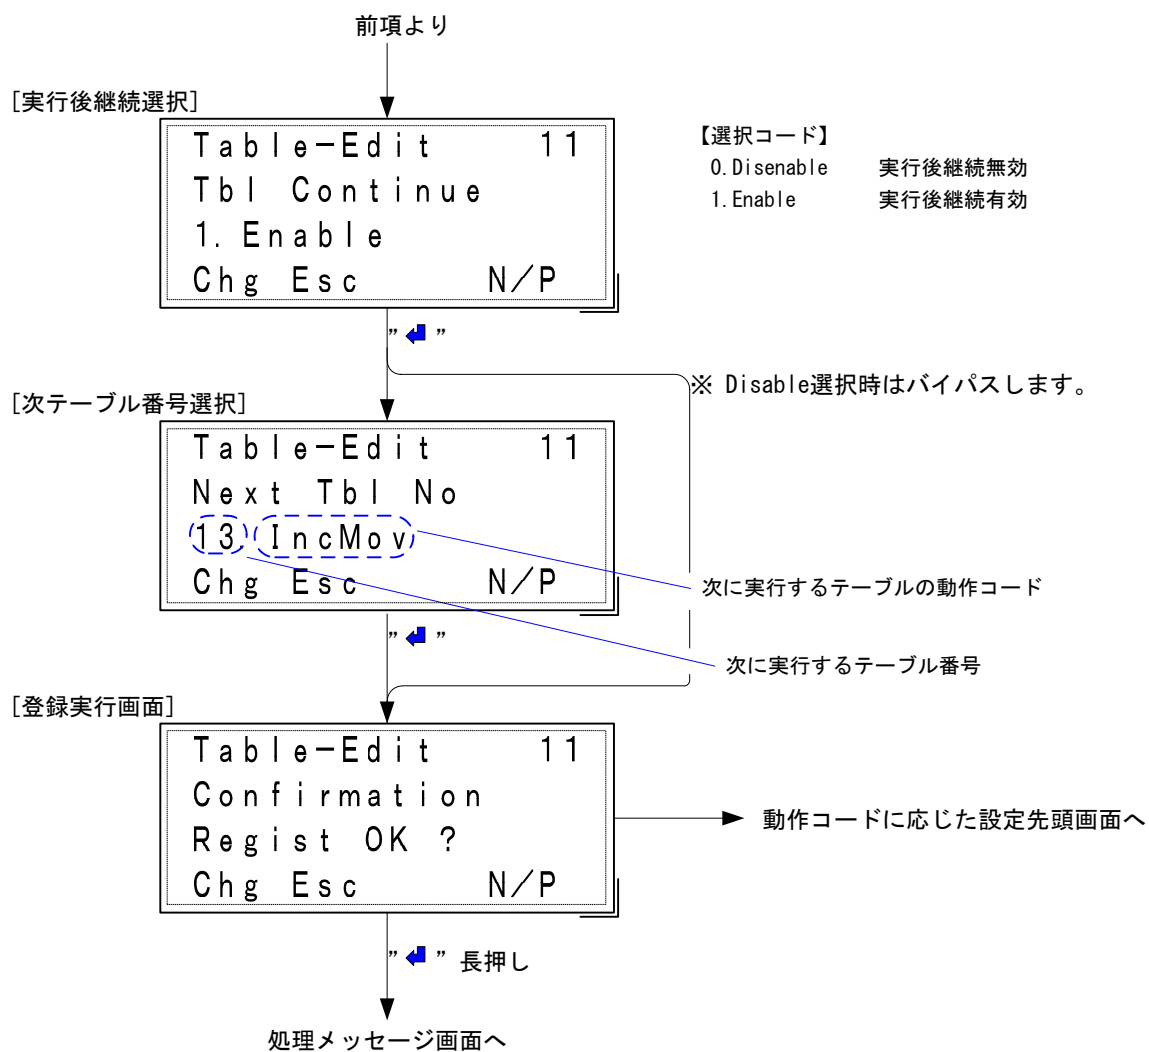 前項より
[実行後継続選択]
Table-Edit 11
Tbl Continue
1. Enable
Chg Esc N/P
【選択コード】
0.Disenable 実行後継続無効
1.Enable 実行後継続有効
” ”
※ Disable選択時はバイパスします。
[次テーブル番号選択]
Table-Edit 11
Next Tbl No
13. IncMov
Chg Esc N/P
次に実行するテーブルの動作コード
” ”
次に実行するテーブル番号
[登録実行画面]
Table-Edit 11
Confirmation
Regist OK ?
Chg Esc N/P
動作コードに応じた設定先頭画面へ
” ” 長押し
処理メッセージ画面へ